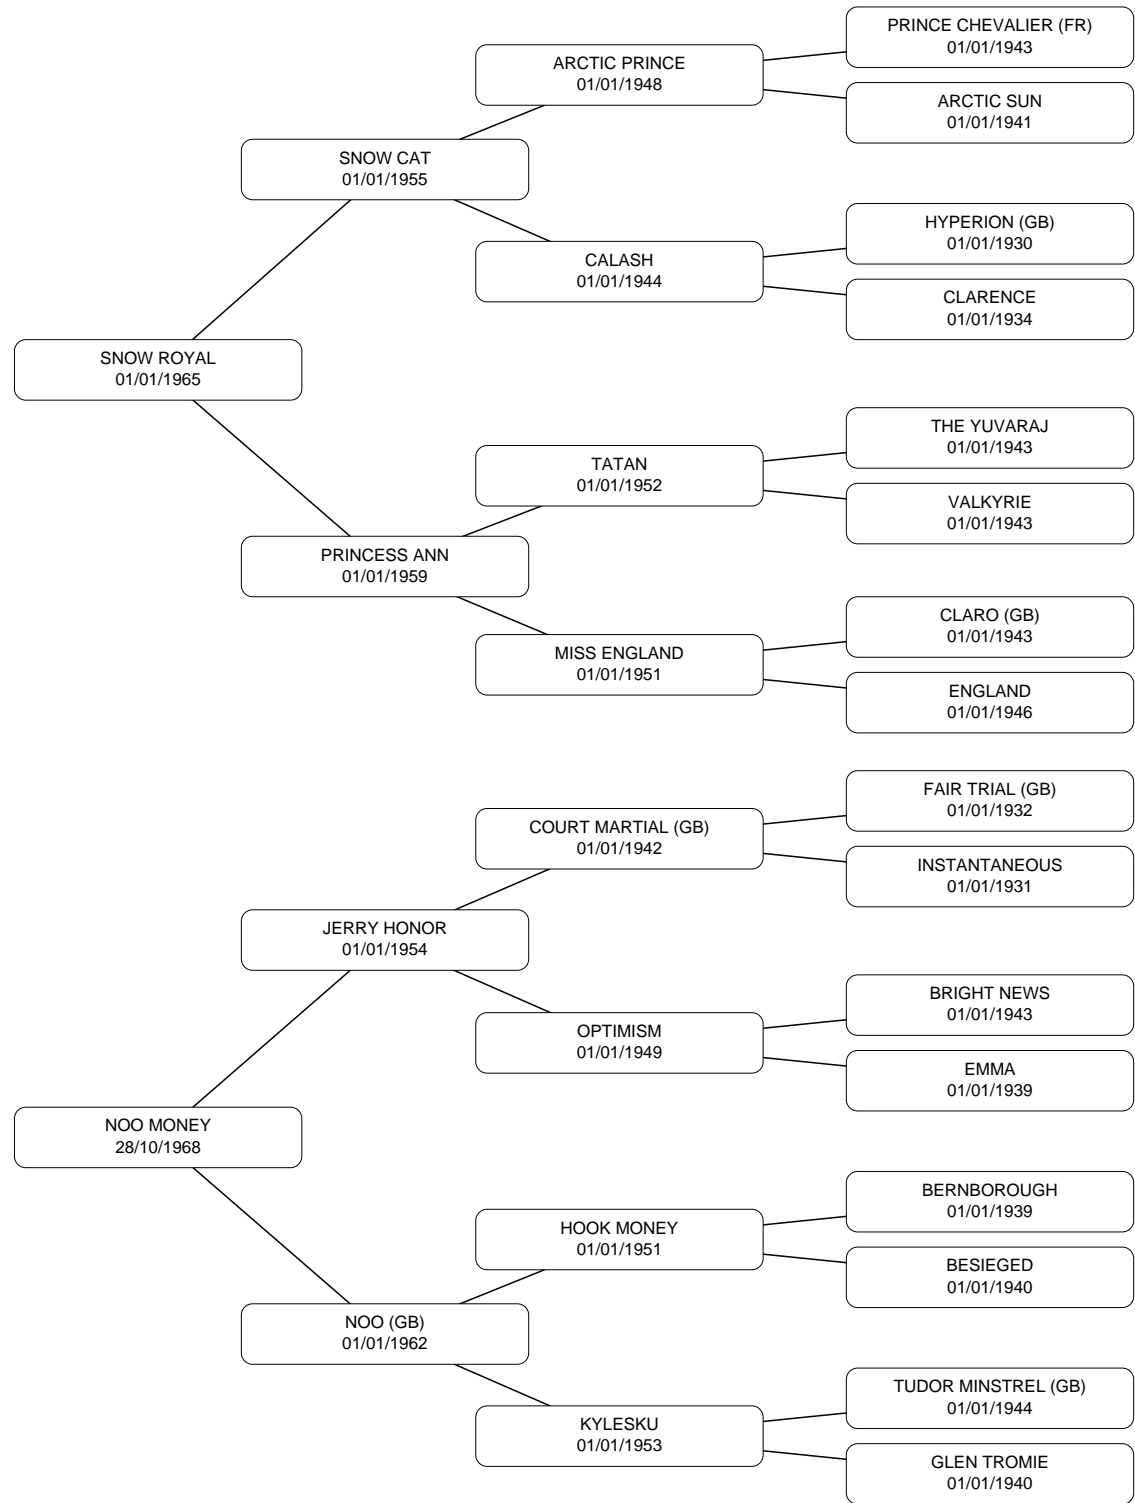 PRINCE CHEVALIER (FR)
01/01/1943
ARCTIC PRINCE
01/01/1948
ARCTIC SUN
01/01/1941
SNOW CAT
01/01/1955
HYPERION (GB)
01/01/1930
CALASH
01/01/1944
CLARENCE
01/01/1934
SNOW ROYAL
01/01/1965
THE YUVARAJ
01/01/1943
TATAN
01/01/1952
VALKYRIE
01/01/1943
PRINCESS ANN
01/01/1959
CLARO (GB)
01/01/1943
MISS ENGLAND
01/01/1951
ENGLAND
01/01/1946
FAIR TRIAL (GB)
01/01/1932
COURT MARTIAL (GB)
01/01/1942
INSTANTANEOUS
01/01/1931
JERRY HONOR
01/01/1954
BRIGHT NEWS
01/01/1943
OPTIMISM
01/01/1949
EMMA
01/01/1939
NOO MONEY
28/10/1968
BERNBOROUGH
01/01/1939
HOOK MONEY
01/01/1951
BESIEGED
01/01/1940
NOO (GB)
01/01/1962
TUDOR MINSTREL (GB)
01/01/1944
KYLESKU
01/01/1953
GLEN TROMIE
01/01/1940